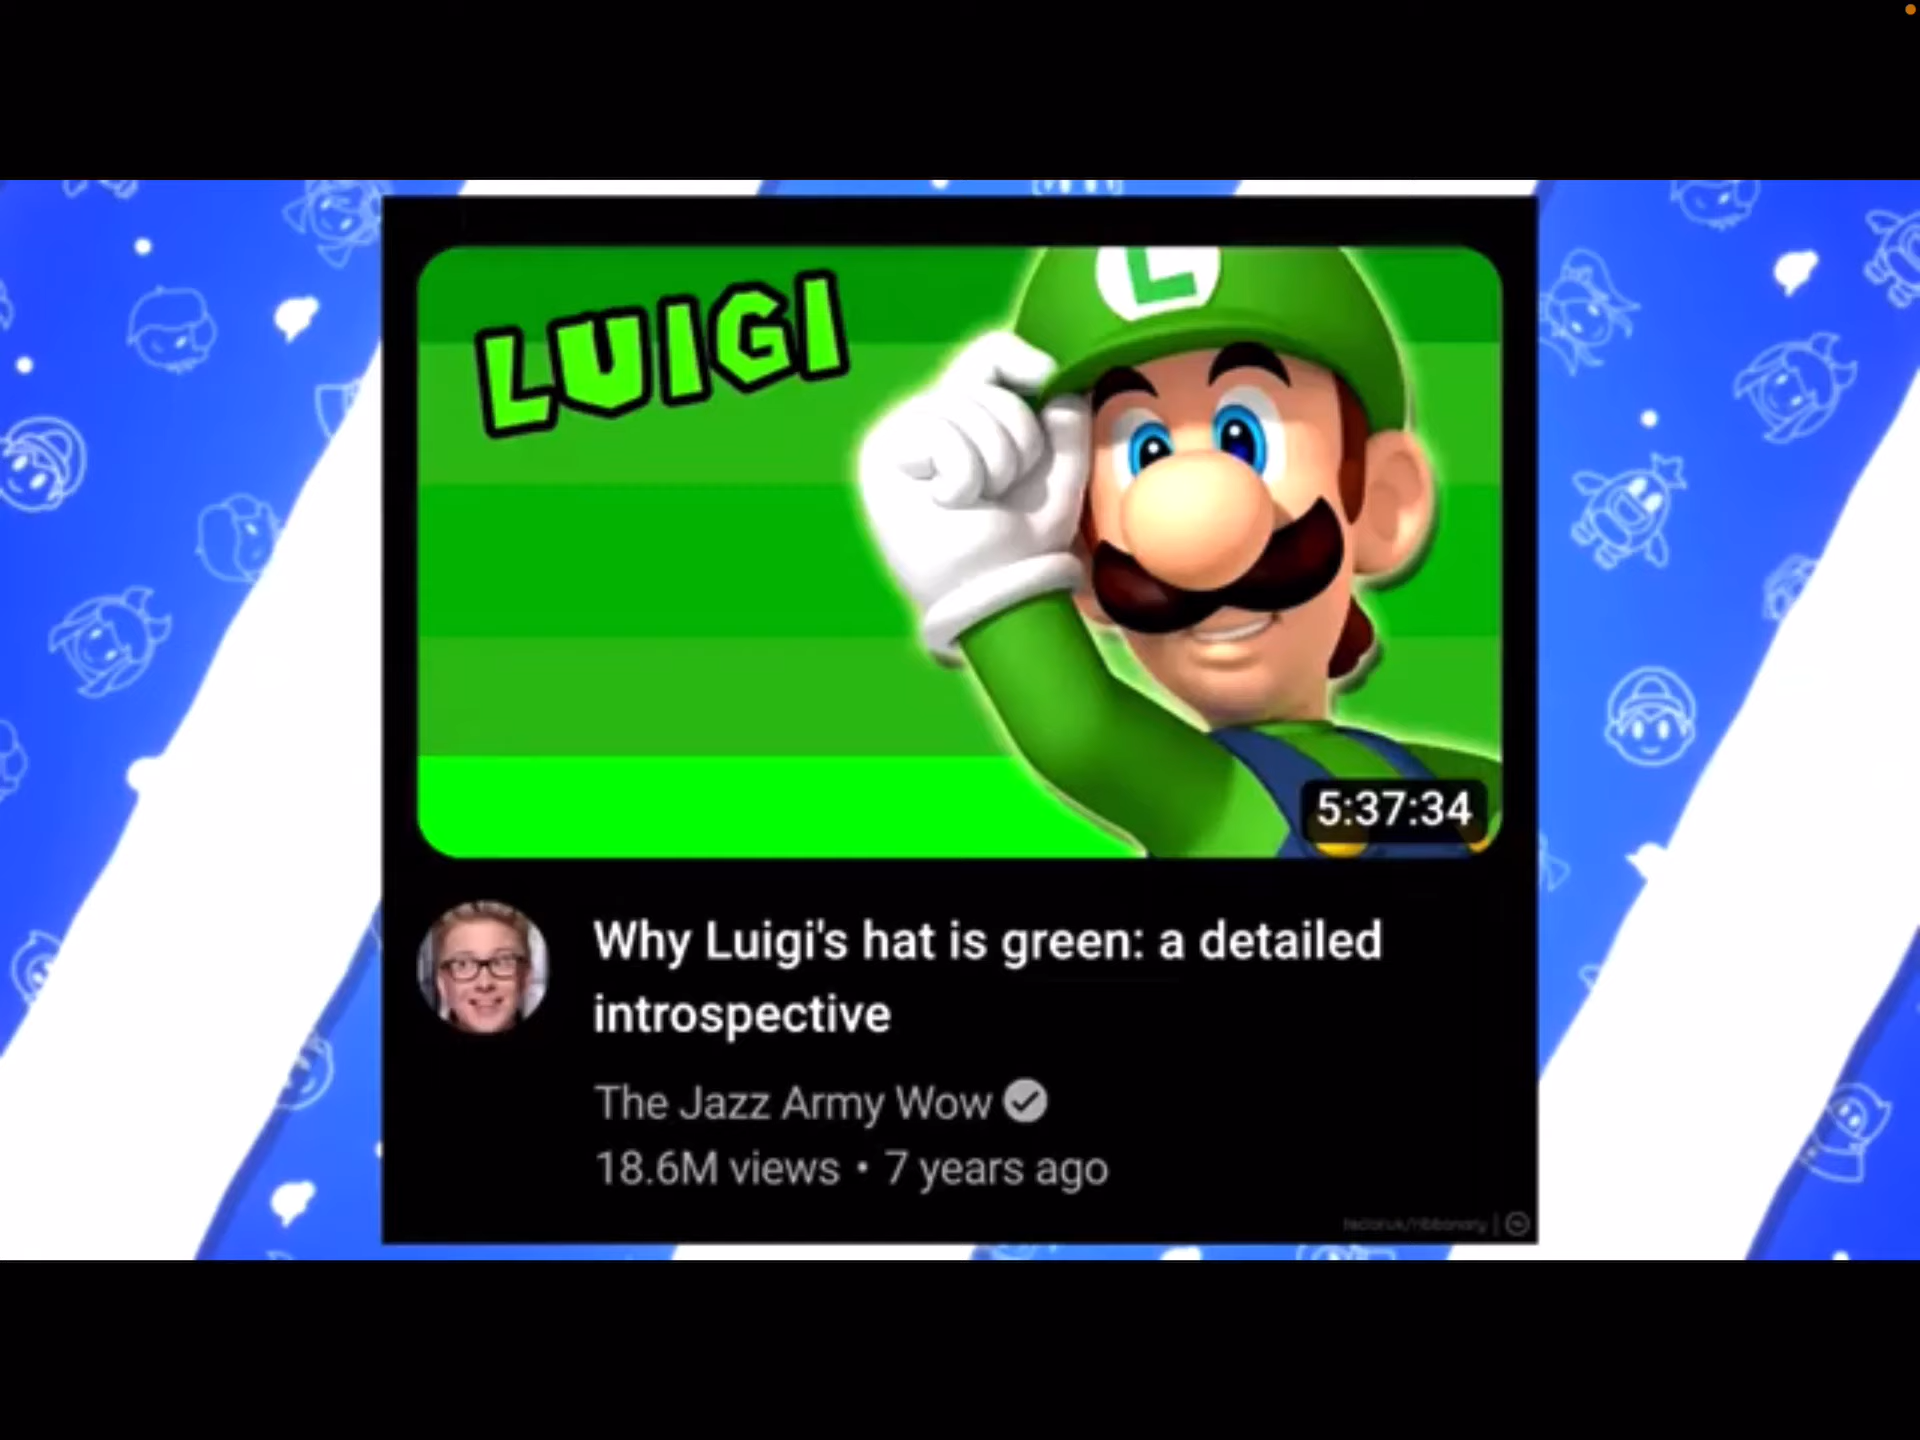 L
LUIGI
5:37:34
Why Luigi's hat is green: a detailed
introspective
The Jazz Army Wow
18.6M views • 7 years ago